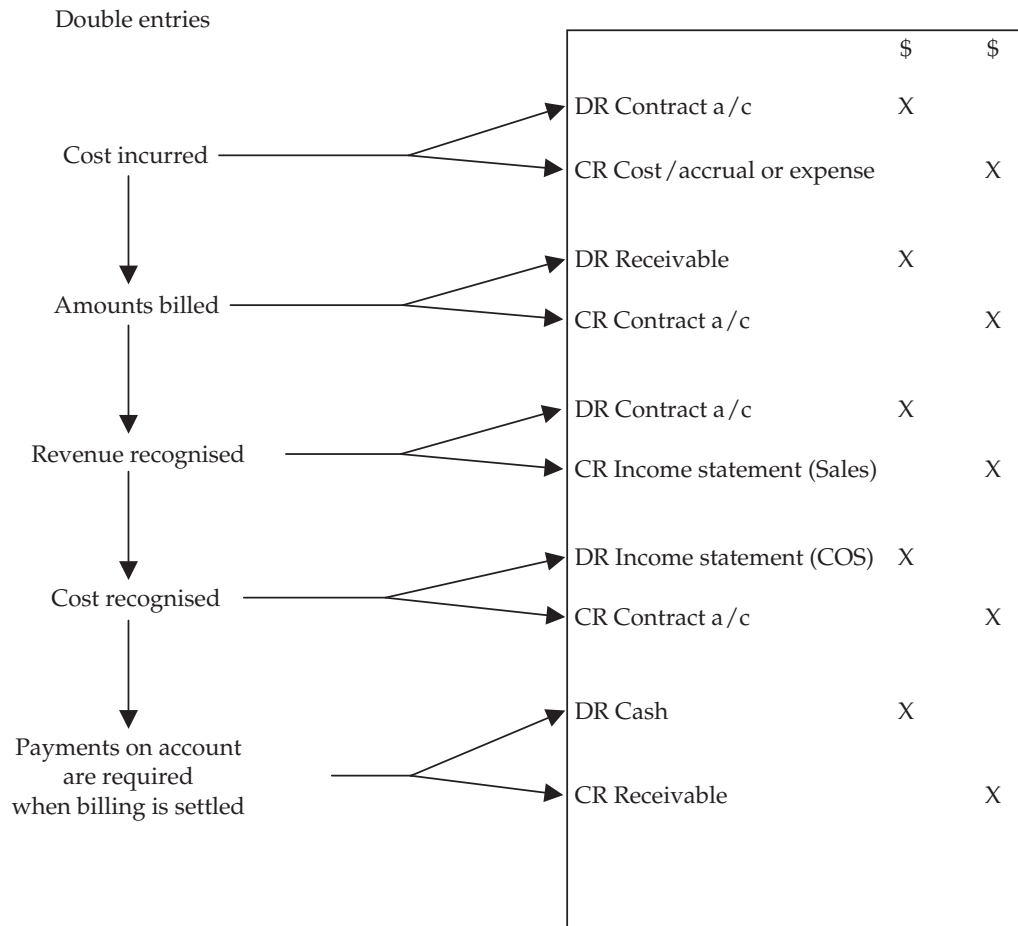 Double entries
$ $
DR Contract a/c X
Cost incurred
CR Cost/accrual or expense X
DR Receivable X
Amounts billed
CR Contract a/c X
DR Contract a/c X
Revenue recognised
CR Income statement (Sales) X
DR Income statement (COS) X
Cost recognised
CR Contract a/c X
DR Cash X
Payments on account
are required
when billing is settled
CR Receivable X